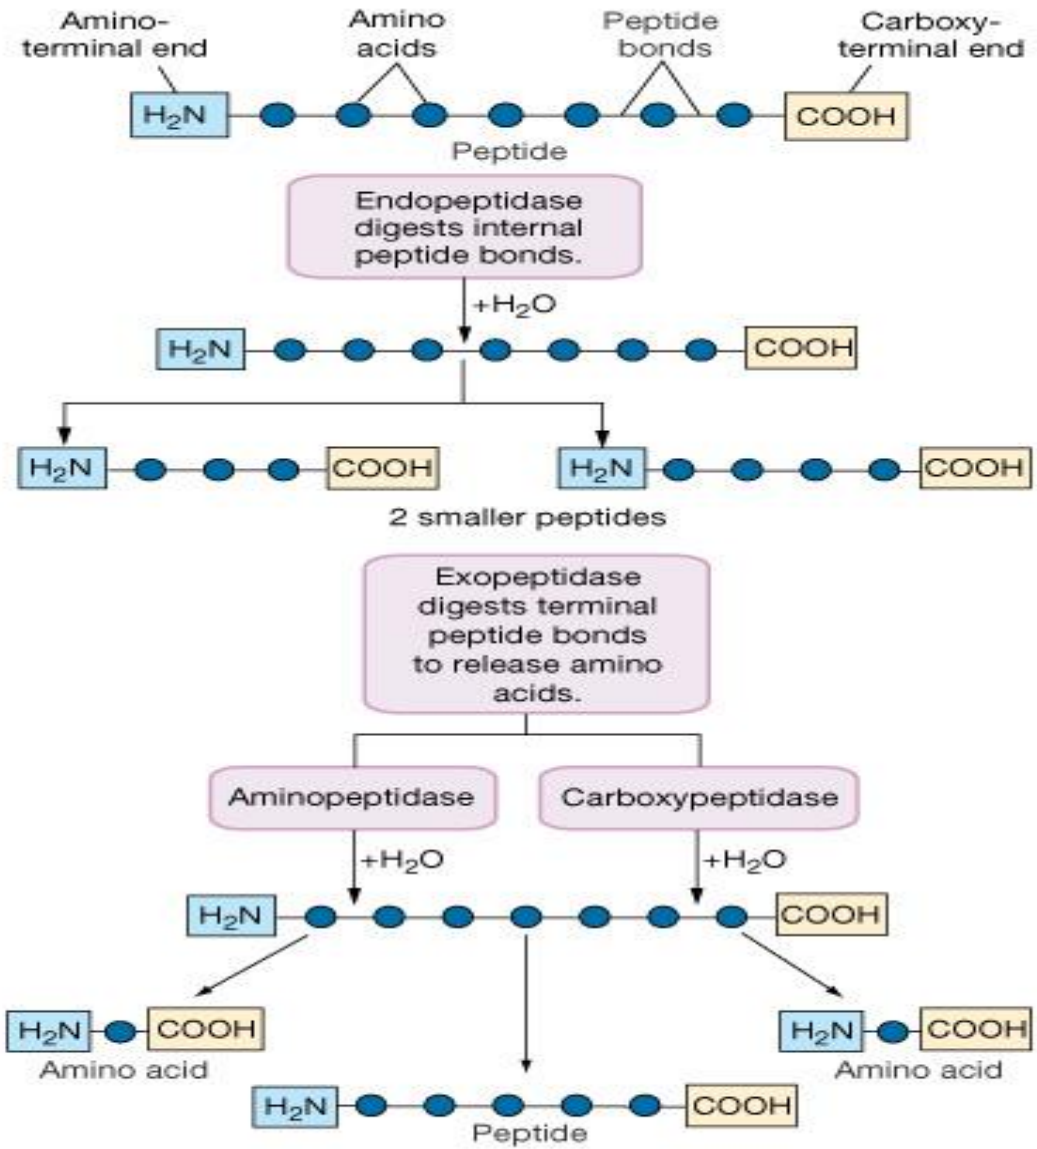 Amino-
terminal end
Amino
acids
Peptide
bonds
Carboxy-
terminal end
H₂N
COOH
Peptide
Endopeptidase
digests internal
peptide bonds.
+H₂O
H₂N
COOH
H₂N
COOH
H₂N
COOH
2 smaller peptides
Exopeptidase
digests terminal
peptide bonds
to release amino
acids.
Aminopeptidase
Carboxypeptidase
+H₂O
+H₂O
H₂N
COOH
H₂N
COOH
Amino acid
H₂N
COOH
Amino acid
H₂N
COOH
Peptide